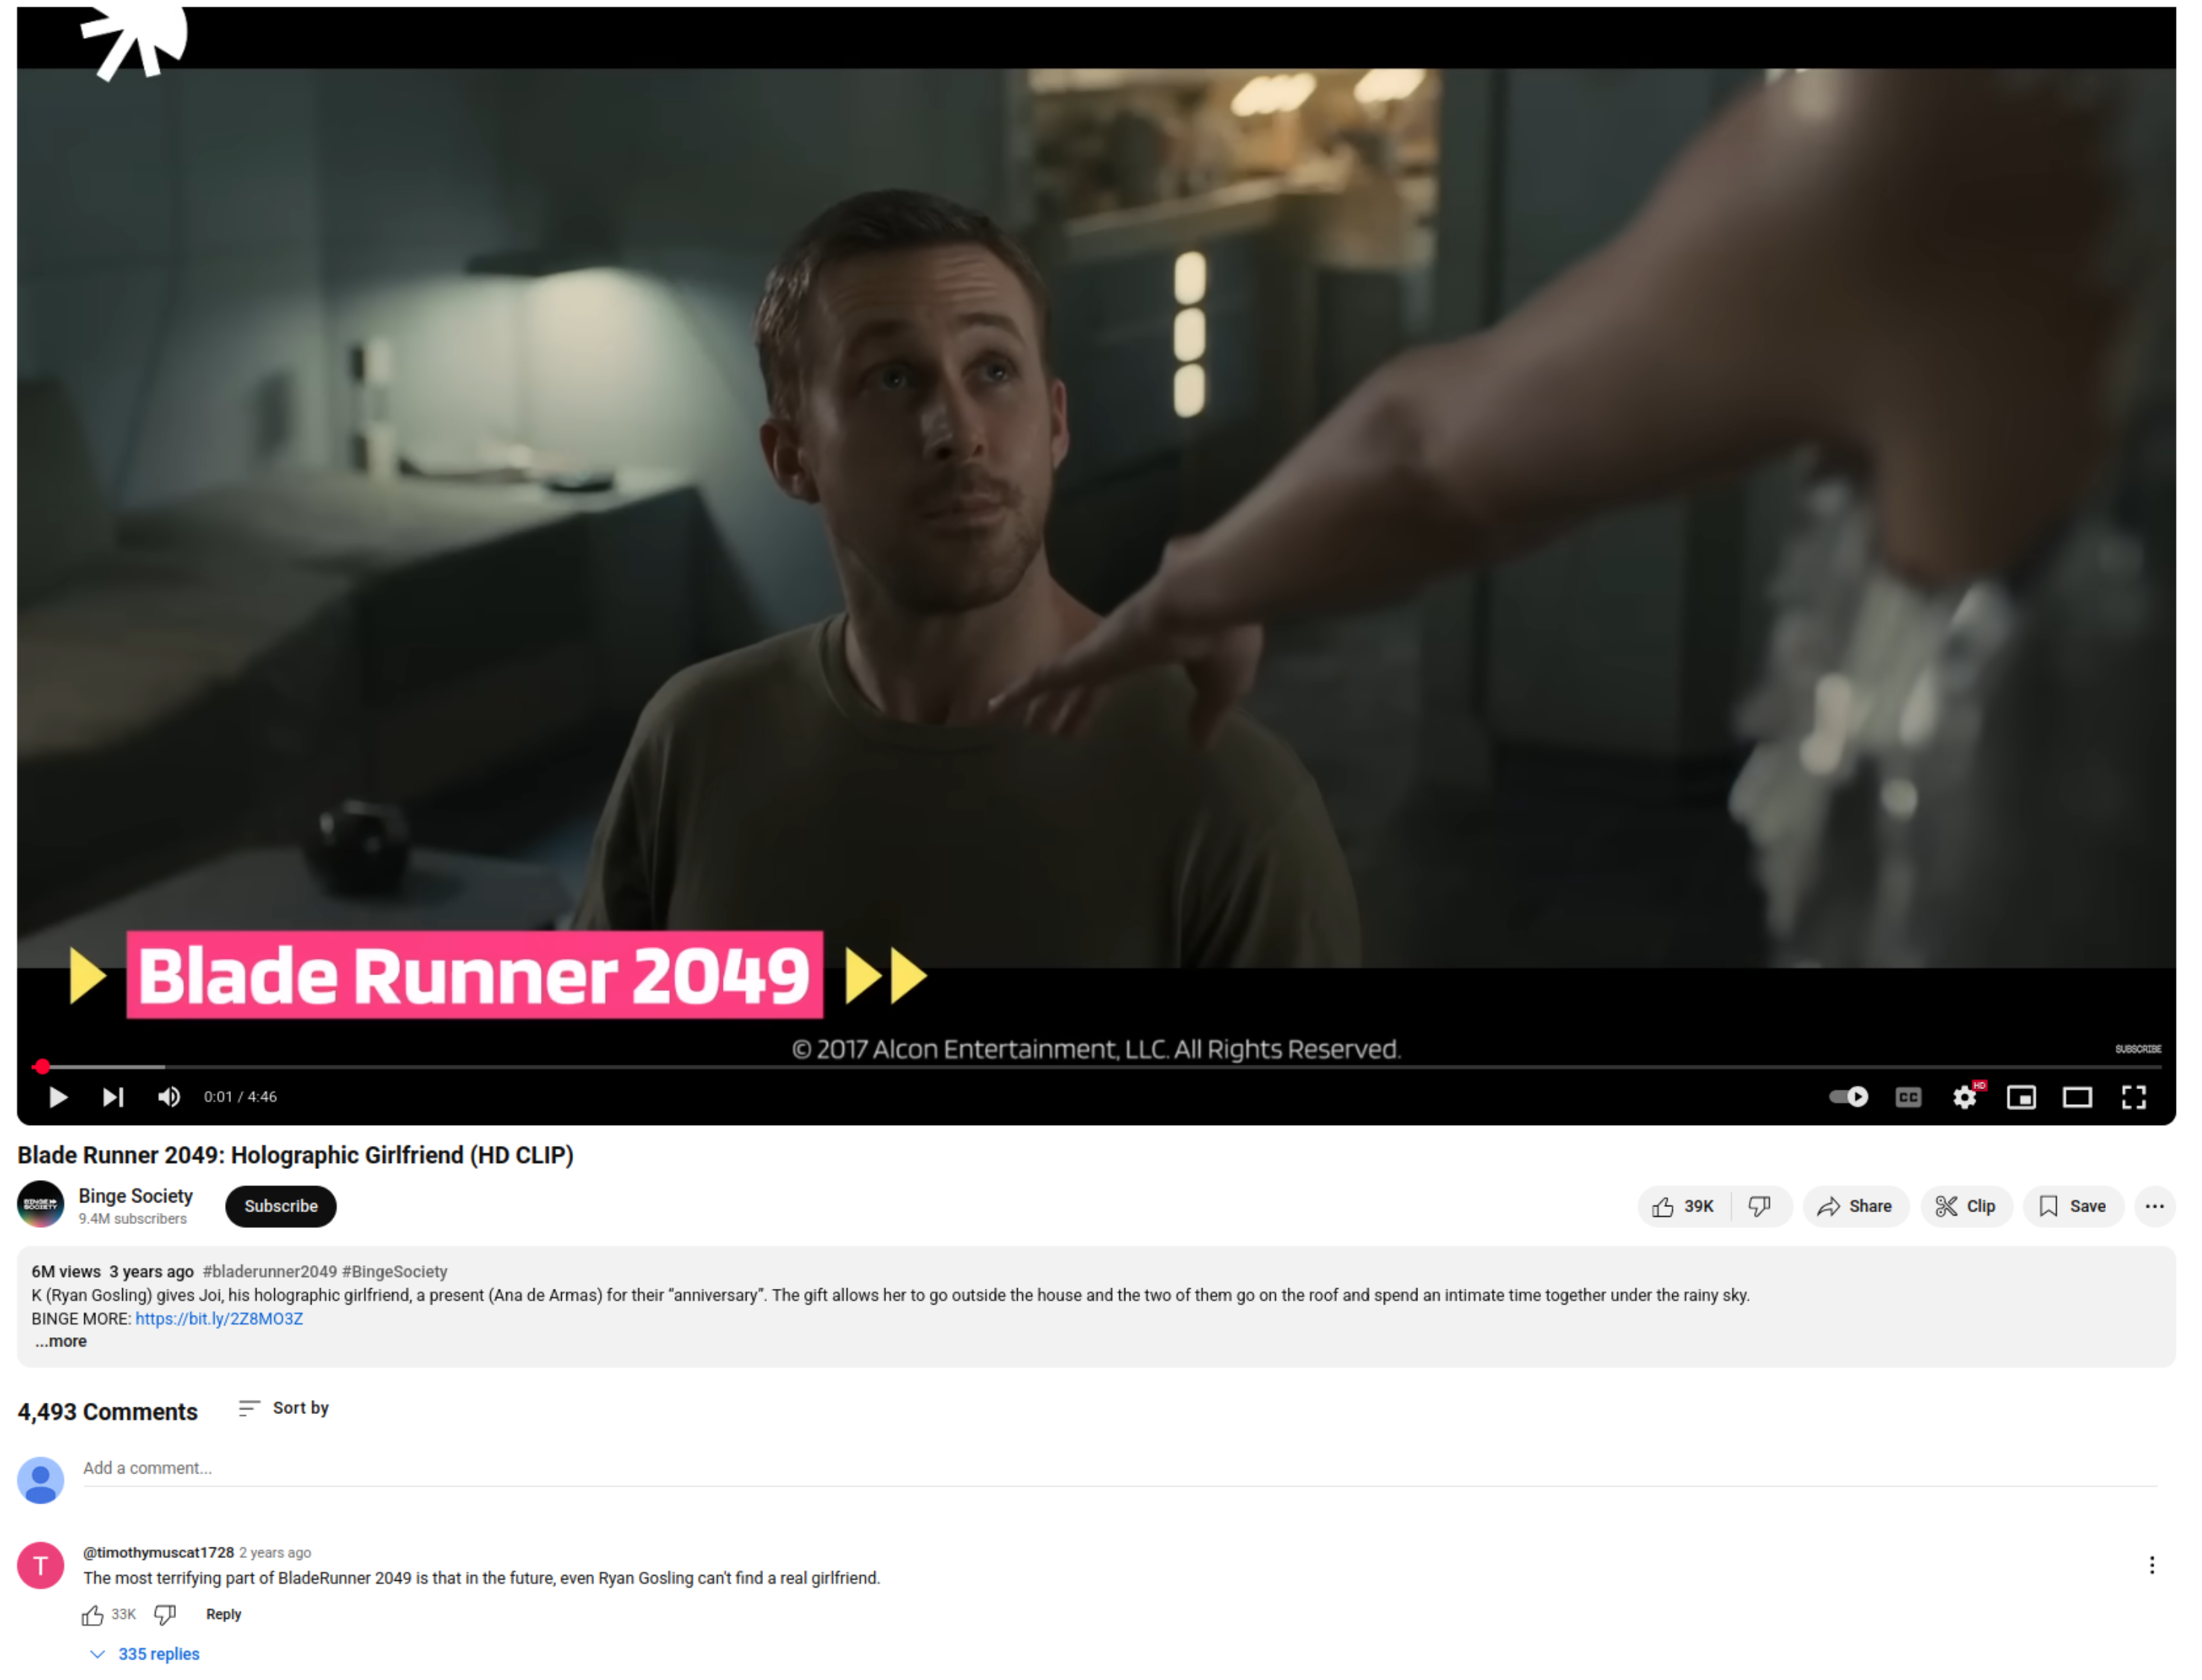 Blade Runner 2049
© 2017 Alcon Entertainment, LLC. All Rights Reserved.
SUBSCRIBE
0:01 / 4:46
CC
HD
Blade Runner 2049: Holographic Girlfriend (HD CLIP)
BINGE
SOCIETY
Binge Society
9.4M subscribers
Subscribe
39K
Share
Clip
Save
6M views 3 years ago #bladerunner2049 #BingeSociety
K (Ryan Gosling) gives Joi, his holographic girlfriend, a present (Ana de Armas) for their “anniversary”. The gift allows her to go outside the house and the two of them go on the roof and spend an intimate time together under the rainy sky.
BINGE MORE: https://bit.ly/2Z8MO3Z
...more
4,493 Comments
Sort by
Add a comment...
T
@timothymuscat1728 2 years ago
The most terrifying part of BladeRunner 2049 is that in the future, even Ryan Gosling can't find a real girlfriend.
33K
Reply
335 replies